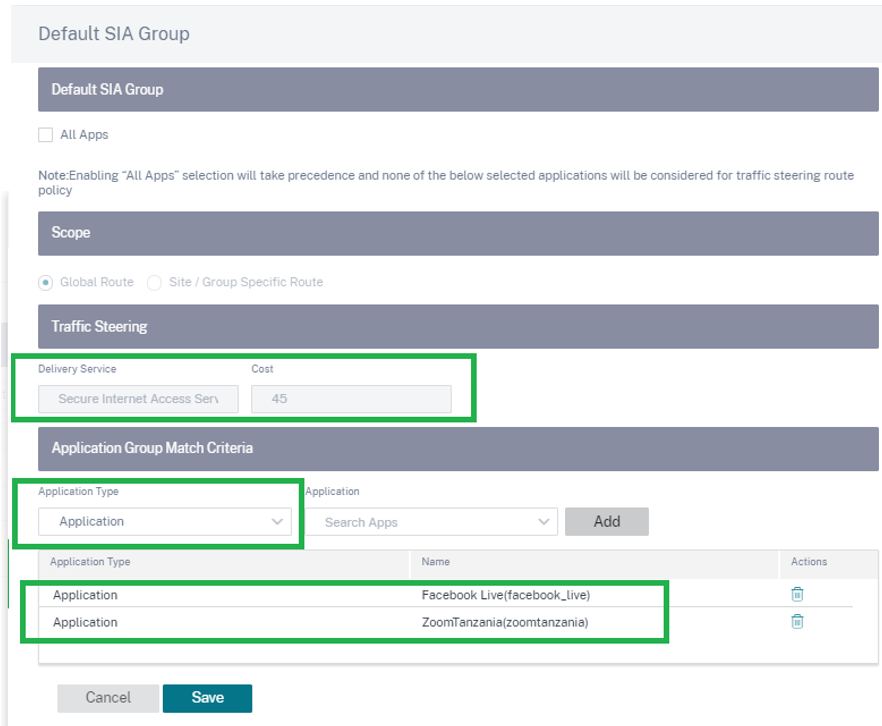 Default SIA Group
Default SIA Group
All Apps
Note:Enabling “All Apps” selection will take precedence and none of the below selected applications will be considered for traffic steering route
policy
Scope
Global Route Site / Group Specific Route
Traffic Steering
Delivery Service Cost
Secure Internet Access Serv 45
Application Group Match Criteria
Application Type Application
Application Search Apps Add
Application Type Name Actions
Application Facebook Live(facebook_live)
Application ZoomTanzania(zoomtanzania)
Cancel Save